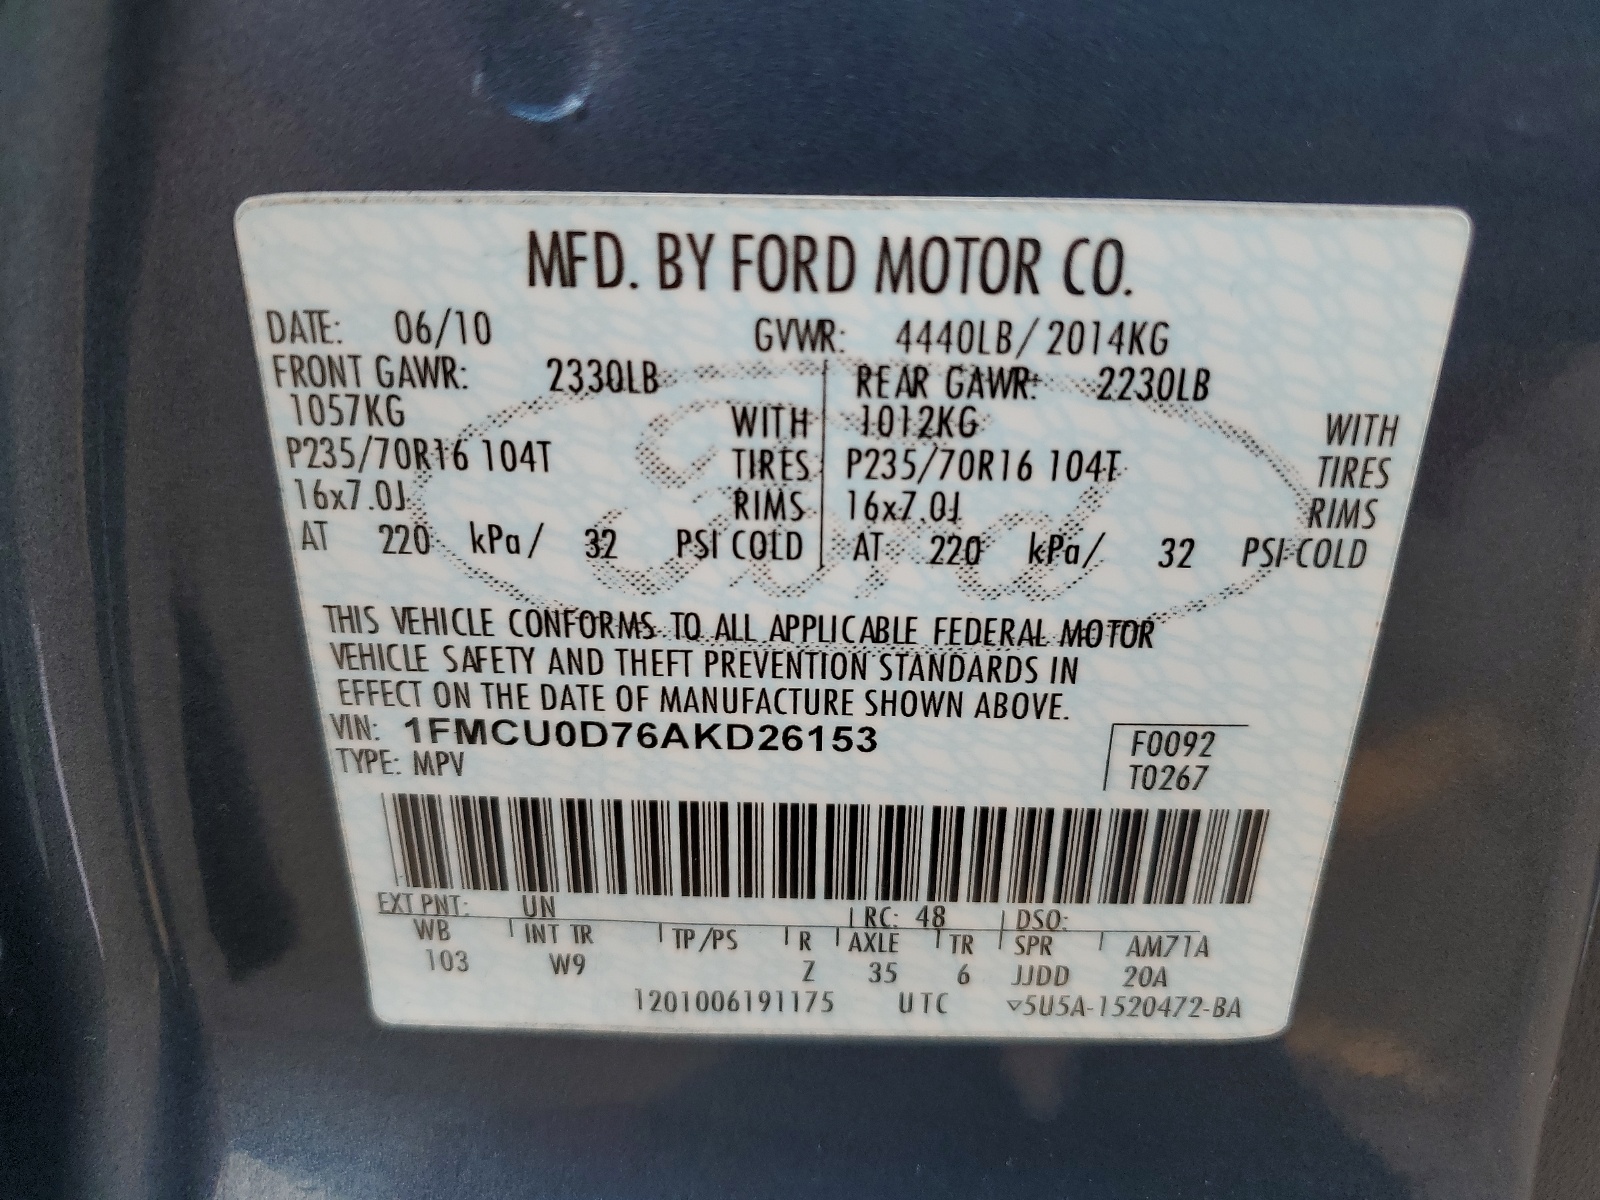 MFD. BY FORD MOTOR CO.
DATE: 06/10 GVWR: 4440LB/ 2014KG
FRONT GAWR: 2330LB REAR GAWR: 2230LB
1057KG WITH 1012KG WITH
P235/70R16 104T TIRES P235/70R16 104T TIRES
16x7.0J RIMS 16x7.0J RIMS
AT 220 kPa/ 32 PSI COLD AT 220 kPa/ 32 PSI COLD
Ford
THIS VEHICLE CONFORMS TO ALL APPLICABLE FEDERAL MOTOR
VEHICLE SAFETY AND THEFT PREVENTION STANDARDS IN
EFFECT ON THE DATE OF MANUFACTURE SHOWN ABOVE.
VIN: 1FMCU0D76AKD26153 F0092
TYPE: MPV T0267
EXT PNT: UN RC: 48 DSO:
WB INT TR TP/PS R AXLE TR SPR AM71A
103 W9 Z 35 6 JJDD 20A
1201006191175 UTC ▽5U5A-1520472-BA